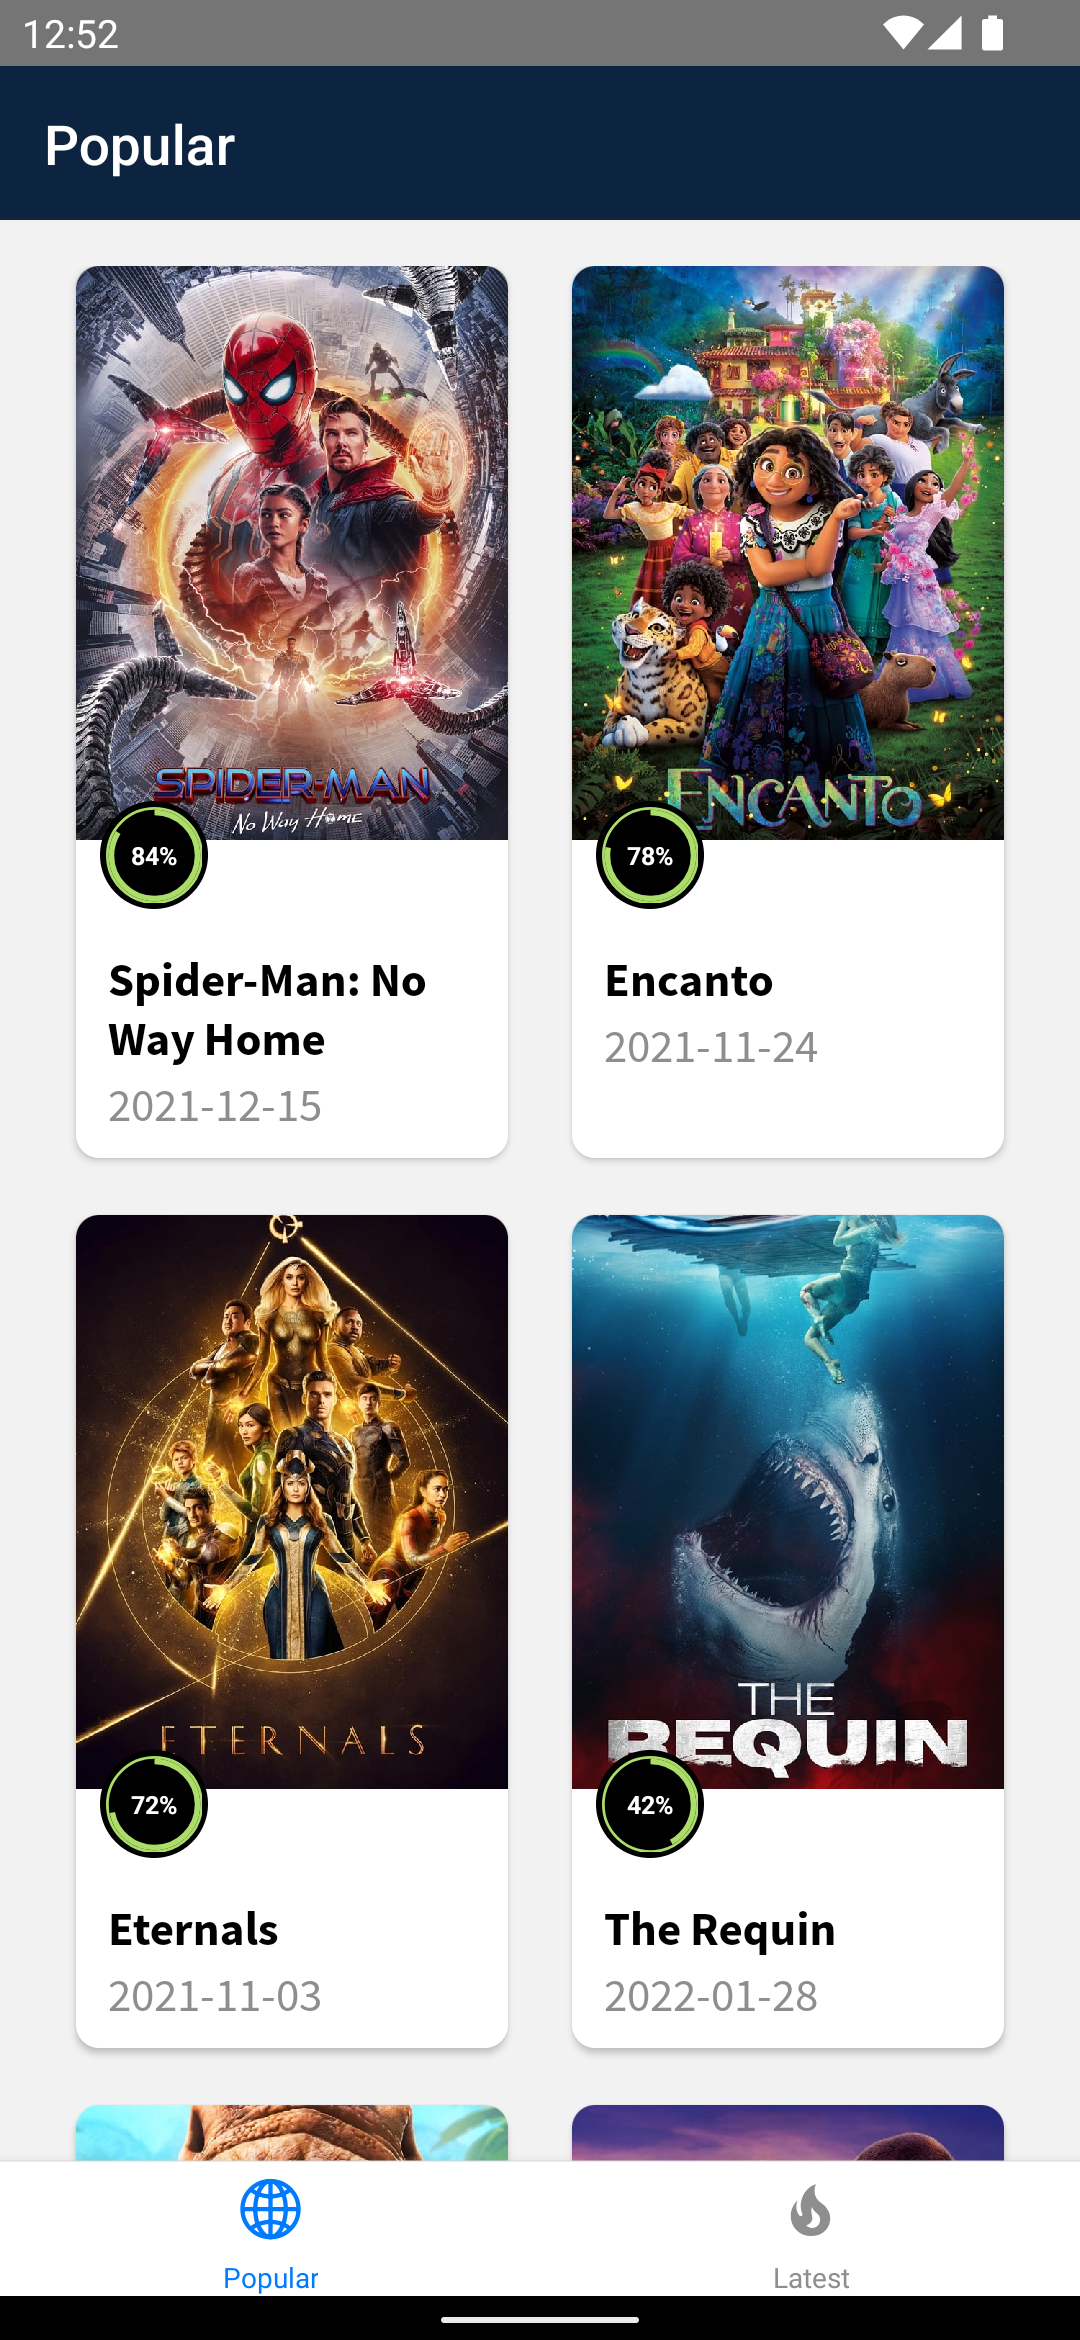 12:52
Popular
SPIDER-MAN
No Way Home
84%
Spider-Man: No
Way Home
2021-12-15
ENCANTO
78%
Encanto
2021-11-24
ETERNALS
72%
Eternals
2021-11-03
THE
REQUIN
42%
The Requin
2022-01-28
Popular
Latest